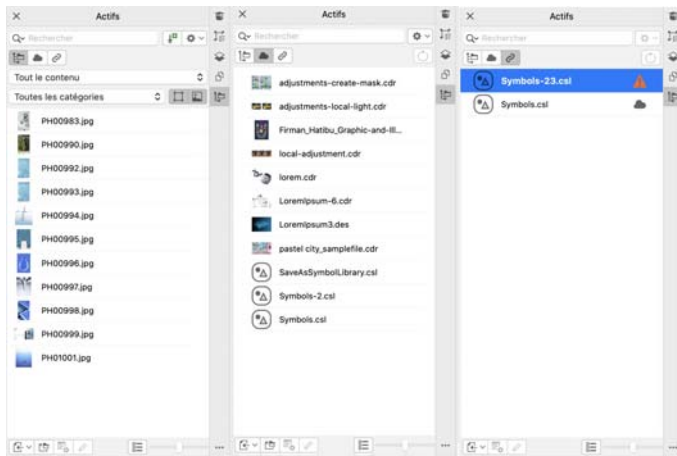 Actifs
Rechercher
Tout le contenu
Toutes les catégories
PH00983.jpg
PH00990.jpg
PH00992.jpg
PH00993.jpg
PH00994.jpg
PH00995.jpg
PH00996.jpg
PH00997.jpg
PH00998.jpg
PH00999.jpg
PH01001.jpg
Actifs
Rechercher
adjustments-create-mask.cdr
adjustments-local-light.cdr
Firman_Hatibu_Graphic-and-Ill...
local-adjustment.cdr
lorem.cdr
LoremIpsum-6.cdr
LoremIpsum3.des
pastel city_samplefile.cdr
SaveAsSymbolLibrary.csl
Symbols-2.csl
Symbols.csl
Actifs
Rechercher
Symbols-23.csl
Symbols.csl